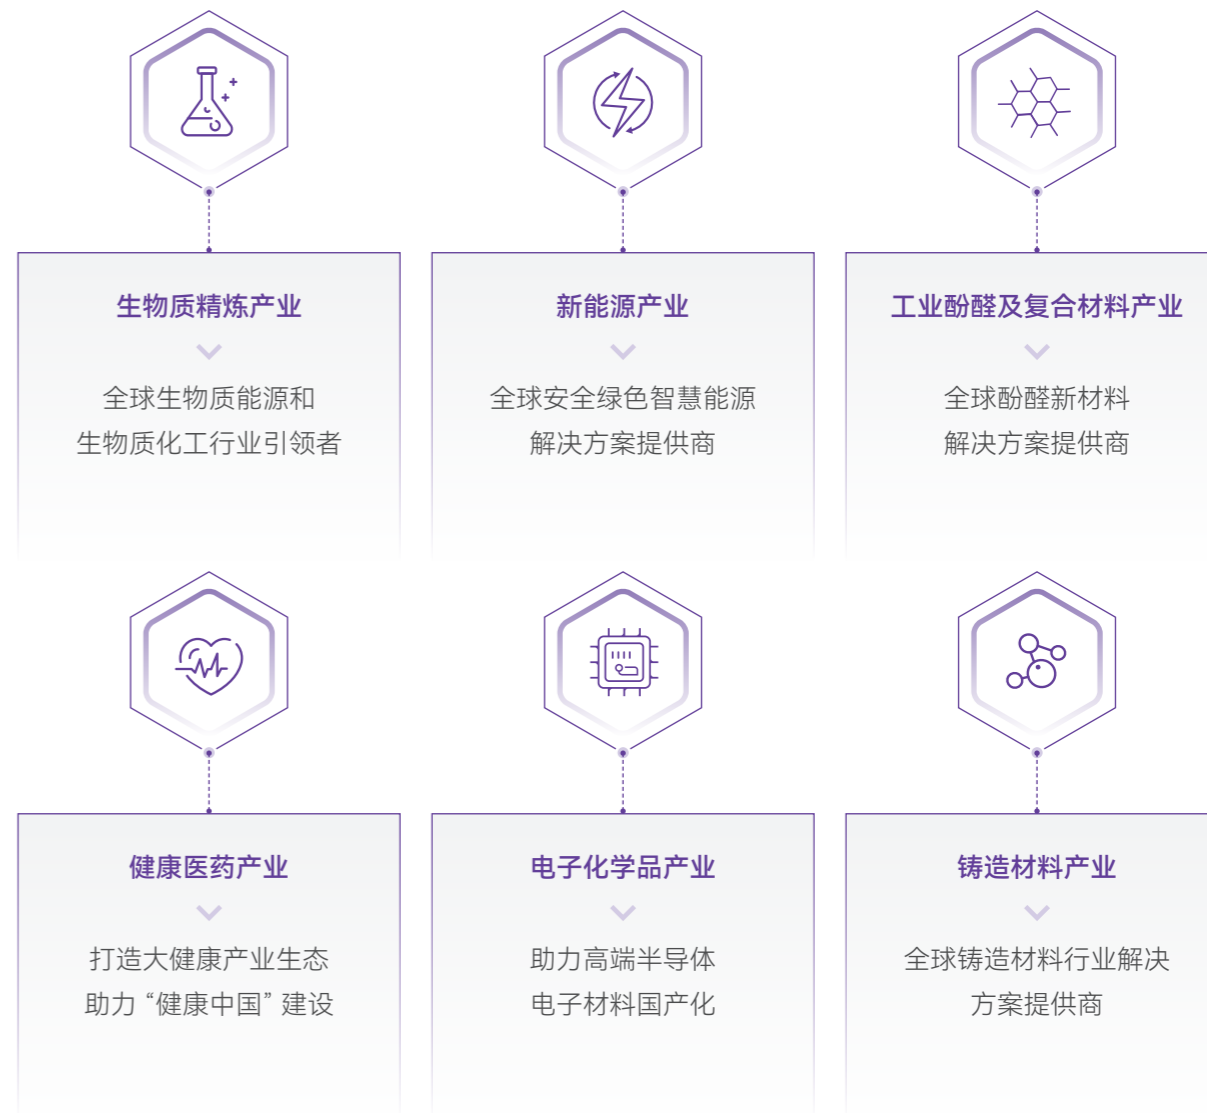 生物质精炼产业
全球生物质能源和
生物质化工行业引领者
新能源产业
全球安全绿色智慧能源
解决方案提供商
工业酚醛及复合材料产业
全球酚醛新材料
解决方案提供商
健康医药产业
打造大健康产业生态
助力“健康中国”建设
电子化学品产业
助力高端半导体
电子材料国产化
铸造材料产业
全球铸造材料行业解决
方案提供商